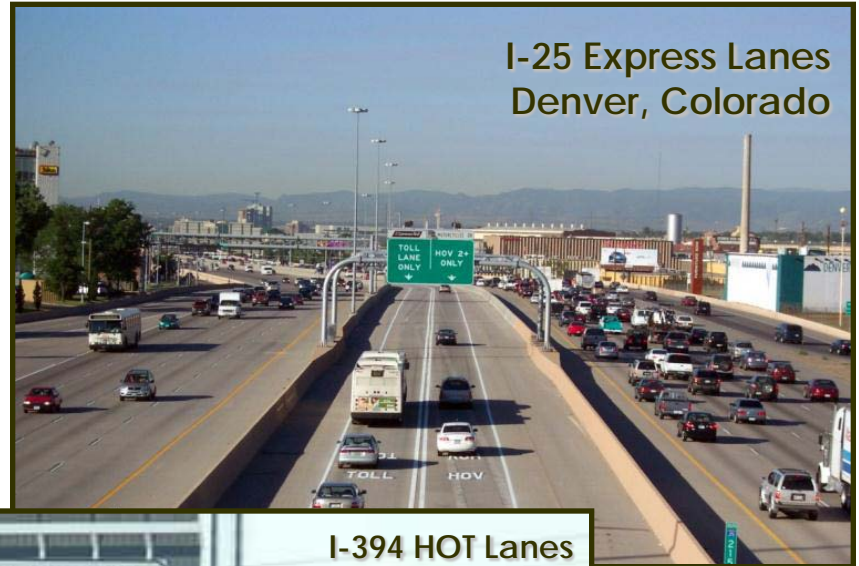 I-25 Express Lanes
Denver, Colorado
TOLL
LANE
ONLY
HOV 2+
ONLY
TOLL
HOV
I-394 HOT Lanes